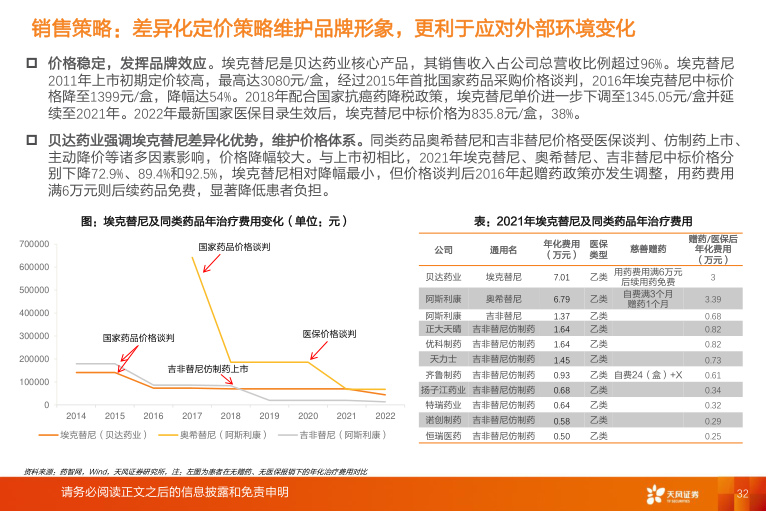 销售策略：差异化定价策略维护品牌形象，更利于应对外部环境变化
价格稳定，发挥品牌效应。埃克替尼是贝达药业核心产品，其销售收入占公司总营收比例超过96%。埃克替尼
2011年上市初期定价较高，最高达3080元/盒，经过2015年首批国家药品采购价格谈判，2016年埃克替尼中标价
格降至1399元/盒，降幅达54%。2018年配合国家抗癌药降税政策，埃克替尼单价进一步下调至1345.05元/盒并延
续至2021年。2022年最新国家医保目录生效后，埃克替尼中标价格为835.8元/盒，38%。
贝达药业强调埃克替尼差异化优势，维护价格体系。同类药品奥希替尼和吉非替尼价格受医保谈判、仿制药上市、
主动降价等诸多因素影响，价格降幅较大。与上市初相比，2021年埃克替尼、奥希替尼、吉非替尼中标价格分
别下降72.9%、89.4%和92.5%，埃克替尼相对降幅最小，但价格谈判后2016年起赠药政策亦发生调整，用药费用
满6万元则后续药品免费，显著降低患者负担。
图：埃克替尼及同类药品年治疗费用变化（单位：元）
700000
600000
500000
400000
300000
200000
100000
0
国家药品价格谈判
国家药品价格谈判
医保价格谈判
吉非替尼仿制药上市
2014 2015 2016 2017 2018 2019 2020 2021 2022
埃克替尼（贝达药业） 奥希替尼（阿斯利康） 吉非替尼（阿斯利康）
表：2021年埃克替尼及同类药品年治疗费用
公司 通用名 年化费用（万元） 医保类型 慈善赠药 赠药/医保后年化费用（万元）
贝达药业 埃克替尼 7.01 乙类 用药费用满6万元后续用药免费 3
阿斯利康 奥希替尼 6.79 乙类 自费满3个月赠药1个月 3.39
阿斯利康 吉非替尼 1.37 乙类 0.68
正大天晴 吉非替尼仿制药 1.64 乙类 0.82
优科制药 吉非替尼仿制药 1.64 乙类 0.82
天力士 吉非替尼仿制药 1.45 乙类 0.73
齐鲁制药 吉非替尼仿制药 0.93 乙类 自费24（盒）+X 0.61
扬子江药业 吉非替尼仿制药 0.68 乙类 0.34
特瑞药业 吉非替尼仿制药 0.64 乙类 0.32
诺创制药 吉非替尼仿制药 0.58 乙类 0.29
恒瑞医药 吉非替尼仿制药 0.50 乙类 0.25
资料来源：药智网，Wind，天风证券研究所，注：左图为患者在无赠药、无医保报销下的年化治疗费用对比
请务必阅读正文之后的信息披露和免责申明
天风证券
TF SECURITIES
32